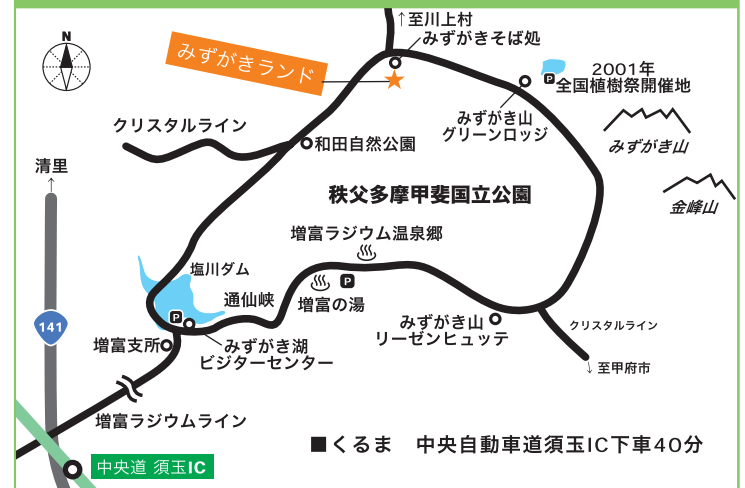 ↑至川上村
N
みずがきそば処
みずがきランド
2001年
P
全国植樹祭開催地
みずがき山
グリーンロッジ
クリスタルライン
和田自然公園
みずがき山
清里
↑
秩父多摩甲斐国立公園
金峰山
増富ラジウム温泉郷
塩川ダム
P
通仙峡
増富の湯
P
141
みずがき山
リーゼンヒュッテ
クリスタルライン
増富支所
みずがき湖
ビジターセンター
↓至甲府市
増富ラジウムライン
■くるま 中央自動車道須玉IC下車40分
中央道 須玉IC